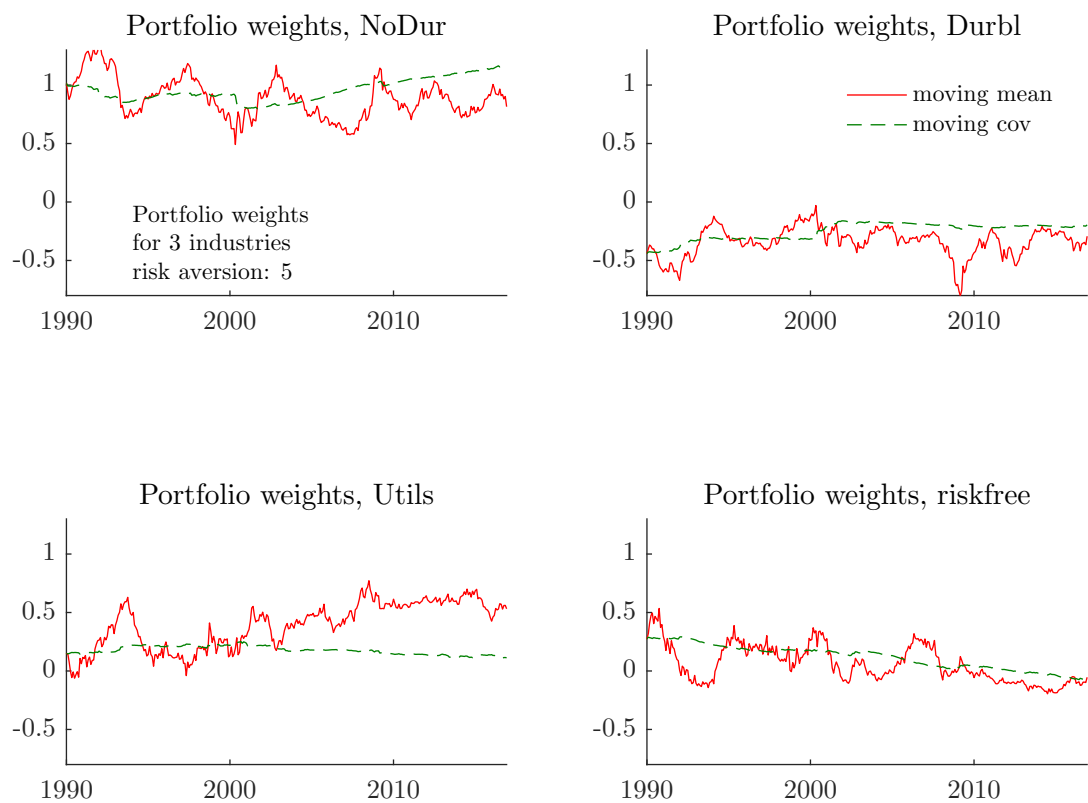 Portfolio weights, NoDur
1
0.5
0
-0.5
Portfolio weights
for 3 industries
risk aversion: 5
1990 2000 2010
Portfolio weights, Durbl
1
0.5
0
-0.5
moving mean
moving cov
1990 2000 2010
Portfolio weights, Utils
1
0.5
0
-0.5
1990 2000 2010
Portfolio weights, riskfree
1
0.5
0
-0.5
1990 2000 2010